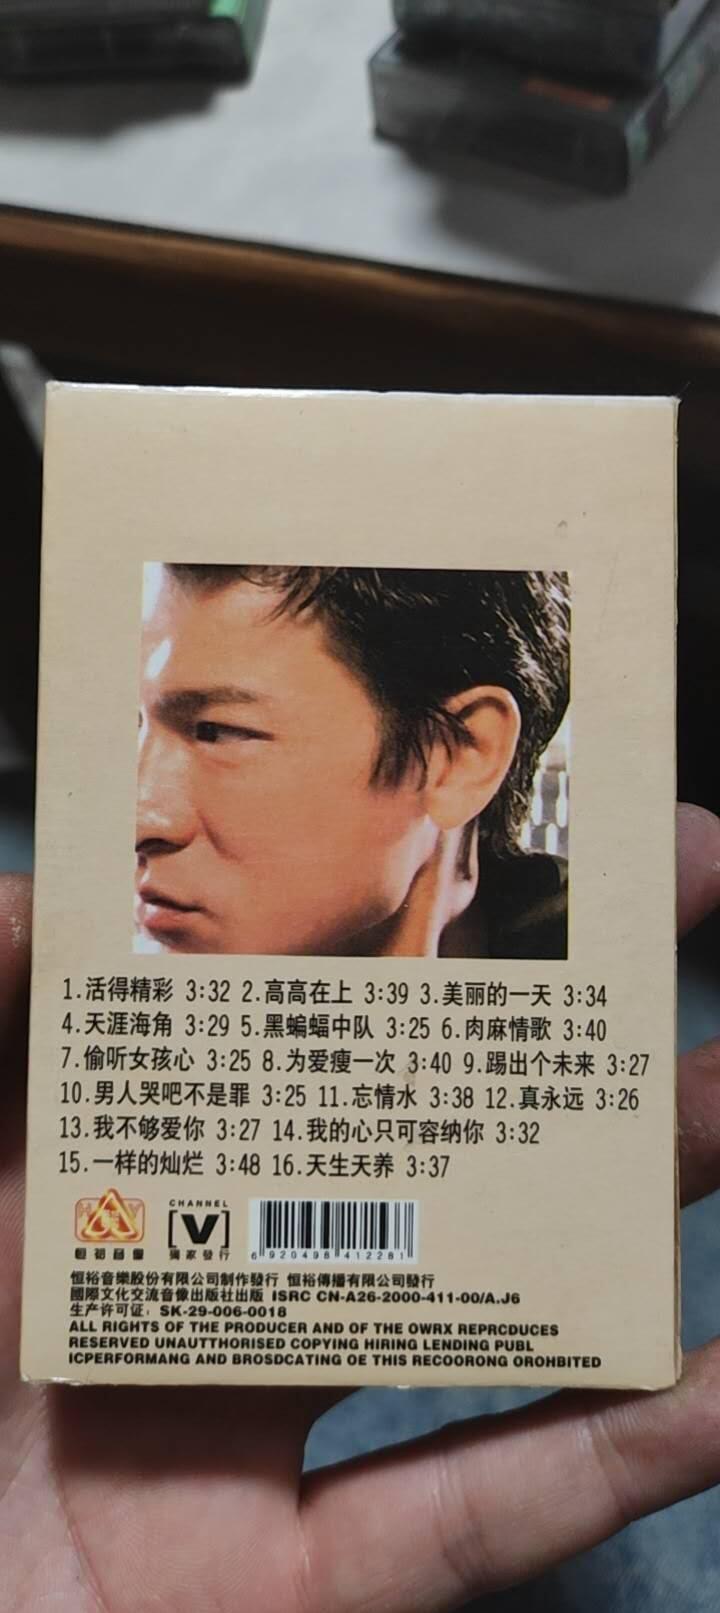 1.活得精彩 3:32 2.高高在上 3:39 3.美丽的一天 3:34
4.天涯海角 3:29 5.黑蝙蝠中队 3:25 6.肉麻情歌 3:40
7.偷听女孩心 3:25 8.为爱瘦一次 3:40 9.踢出个未来 3:27
10.男人哭吧不是罪 3:25 11.忘情水 3:38 12.真永远 3:26
13.我不够爱你 3:27 14.我的心只可容纳你 3:32
15.一样的灿烂 3:48 16.天生天养 3:37
H Y
恒裕音像
CHANNEL
[V]
獨家發行
6 920498 412281
恒裕音樂股份有限公司制作發行 恒裕傳播有限公司發行
國際文化交流音像出版社出版 ISRC CN-A26-2000-411-00/A.J6
生产许可证: SK-29-006-0018
ALL RIGHTS OF THE PRODUCER AND OF THE OWRX REPRCDUCES
RESERVED UNAUTTHORISED COPYING HIRING LENDING PUBL
ICPERFORMANG AND BROSDCATING OE THIS RECOORONG OROHBITED